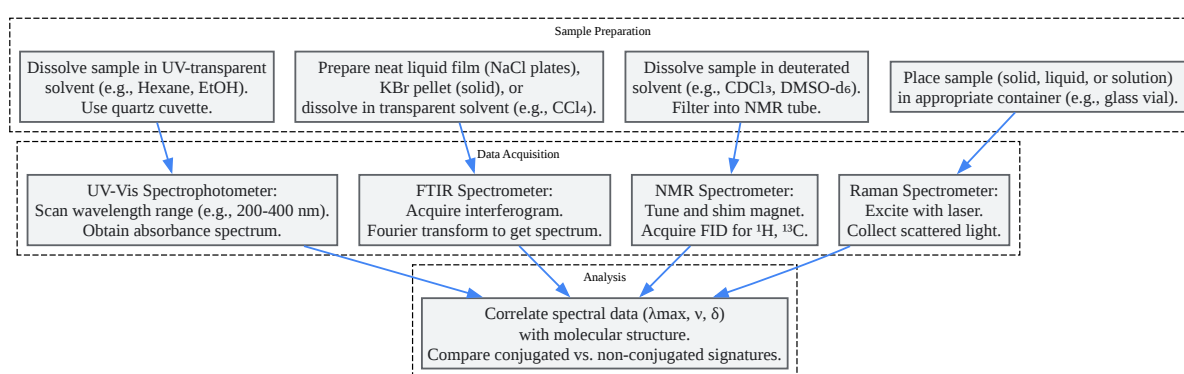 Sample Preparation
Dissolve sample in UV-transparent
solvent (e.g., Hexane, EtOH).
Use quartz cuvette.
Prepare neat liquid film (NaCl plates),
KBr pellet (solid), or
dissolve in transparent solvent (e.g., CCl₄).
Dissolve sample in deuterated
solvent (e.g., CDCl₃, DMSO-d₆).
Filter into NMR tube.
Place sample (solid, liquid, or solution)
in appropriate container (e.g., glass vial).
Data Acquisition
UV-Vis Spectrophotometer:
Scan wavelength range (e.g., 200-400 nm).
Obtain absorbance spectrum.
FTIR Spectrometer:
Acquire interferogram.
Fourier transform to get spectrum.
NMR Spectrometer:
Tune and shim magnet.
Acquire FID for ¹H, ¹³C.
Raman Spectrometer:
Excite with laser.
Collect scattered light.
Analysis
Correlate spectral data (λmax, ν, δ)
with molecular structure.
Compare conjugated vs. non-conjugated signatures.